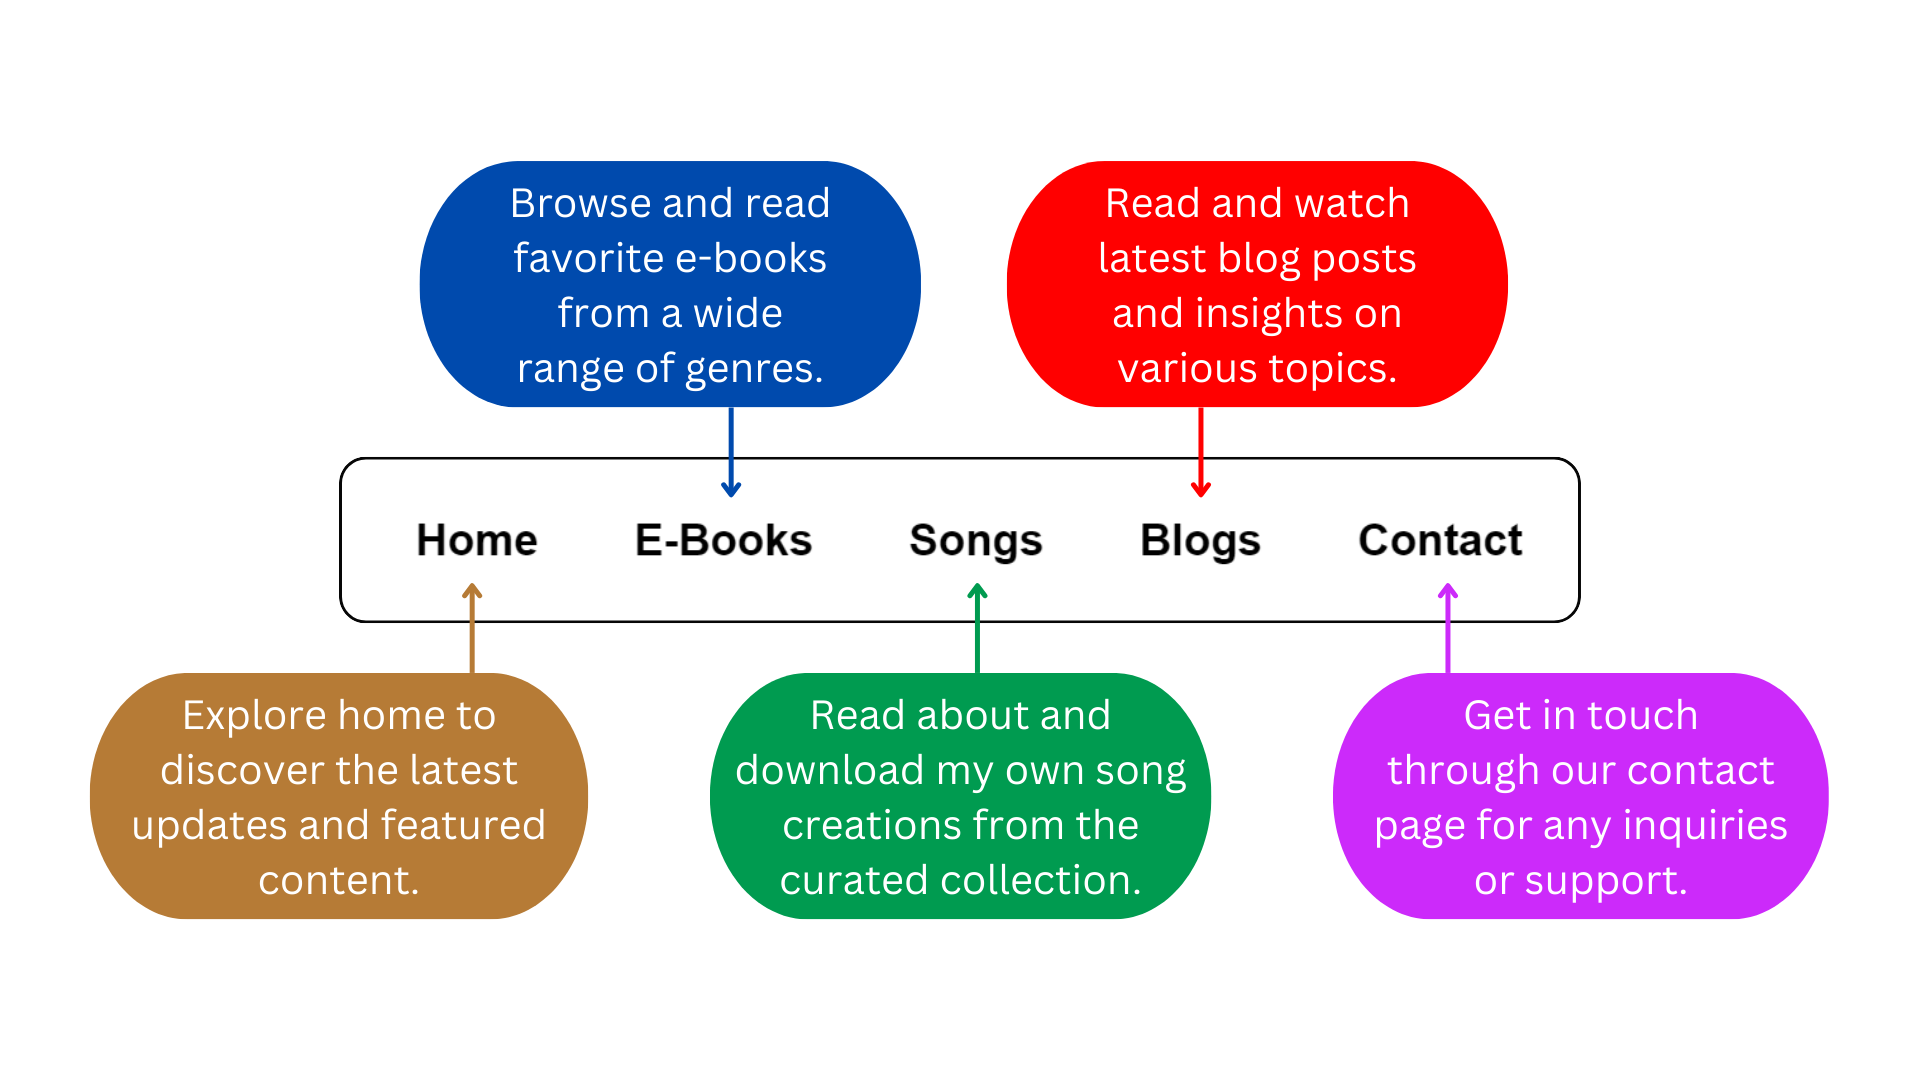 Browse and read
favorite e-books
from a wide
range of genres.
Read and watch
latest blog posts
and insights on
various topics.
Home
E-Books
Songs
Blogs
Contact
Explore home to
discover the latest
updates and featured
content.
Read about and
download my own song
creations from the
curated collection.
Get in touch
through our contact
page for any inquiries
or support.